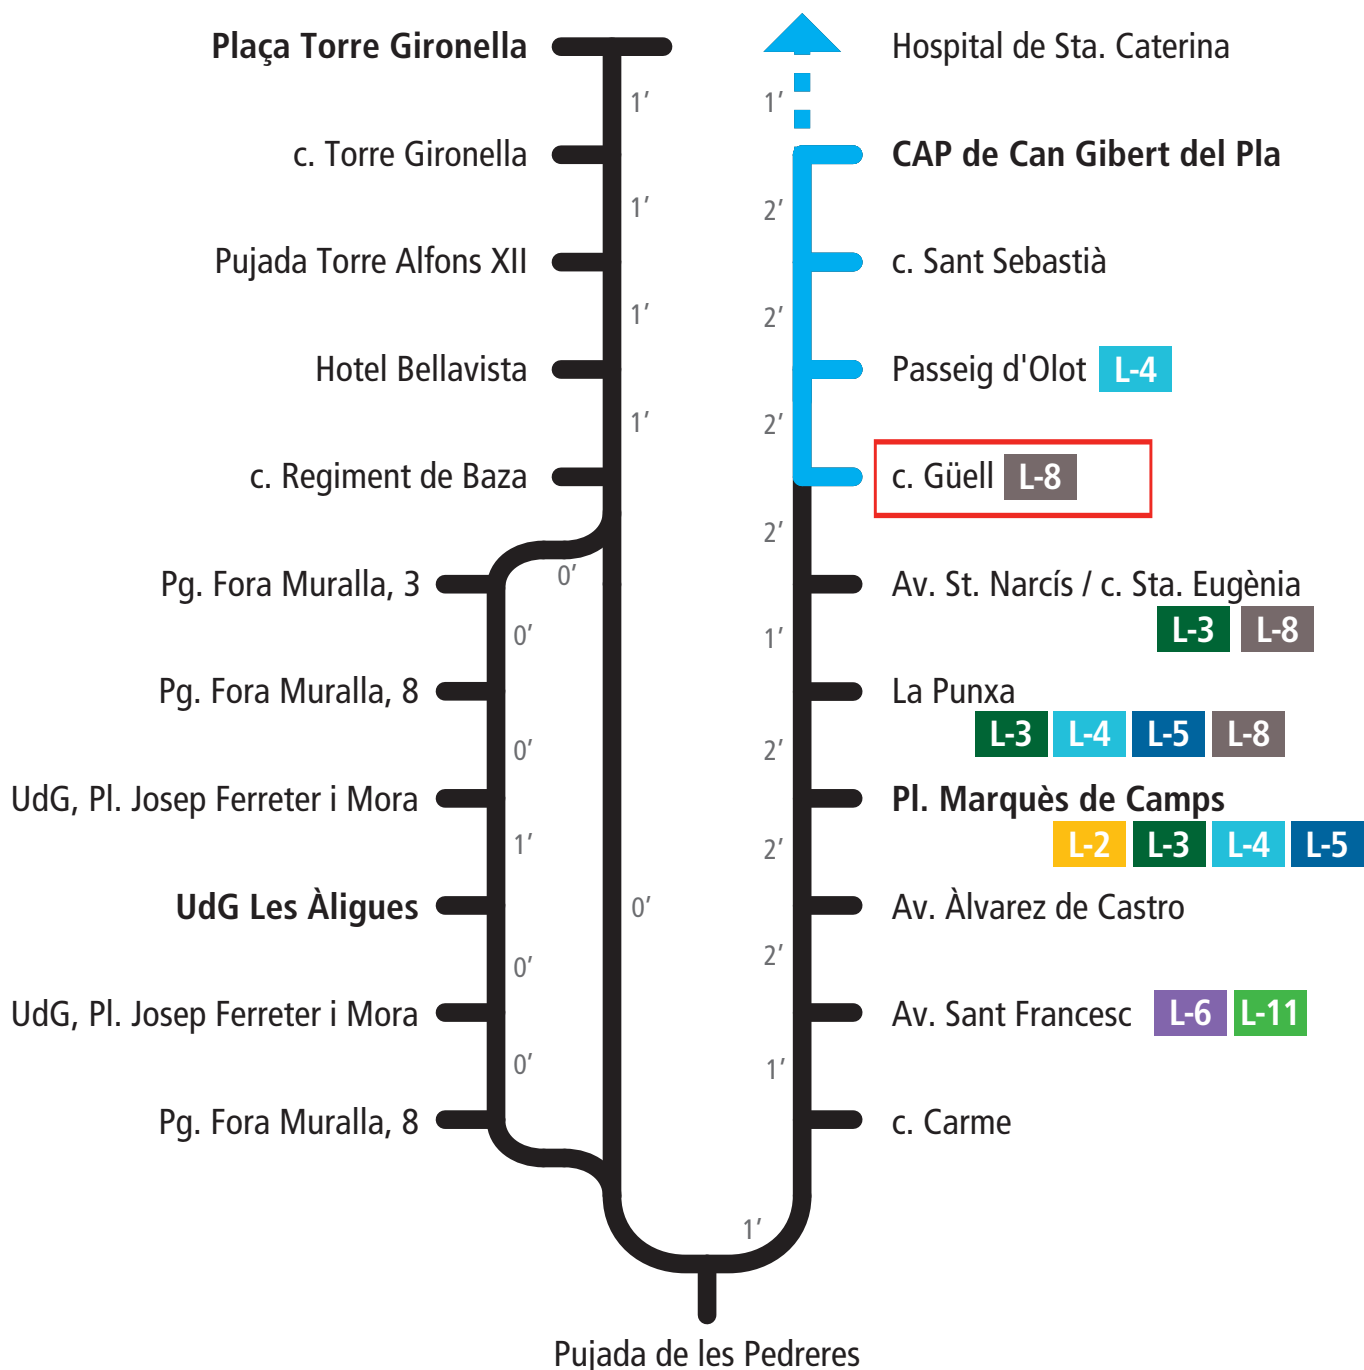 Plaça Torre Gironella
1’
c. Torre Gironella
1’
Pujada Torre Alfons XII
1’
Hotel Bellavista
1’
c. Regiment de Baza
0’
Pg. Fora Muralla, 3
0’
Pg. Fora Muralla, 8
0’
UdG, Pl. Josep Ferreter i Mora
1’
UdG Les Àligues
0’
0’
UdG, Pl. Josep Ferreter i Mora
0’
Pg. Fora Muralla, 8
Hospital de Sta. Caterina
1’
CAP de Can Gibert del Pla
2’
c. Sant Sebastià
2’
Passeig d'Olot L-4
2’
c. Güell L-8
2’
Av. St. Narcís / c. Sta. Eugènia
L-3 L-8
1’
La Punxa
L-3 L-4 L-5 L-8
2’
Pl. Marquès de Camps
L-2 L-3 L-4 L-5
2’
Av. Àlvarez de Castro
2’
Av. Sant Francesc L-6 L-11
1’
c. Carme
1’
Pujada de les Pedreres